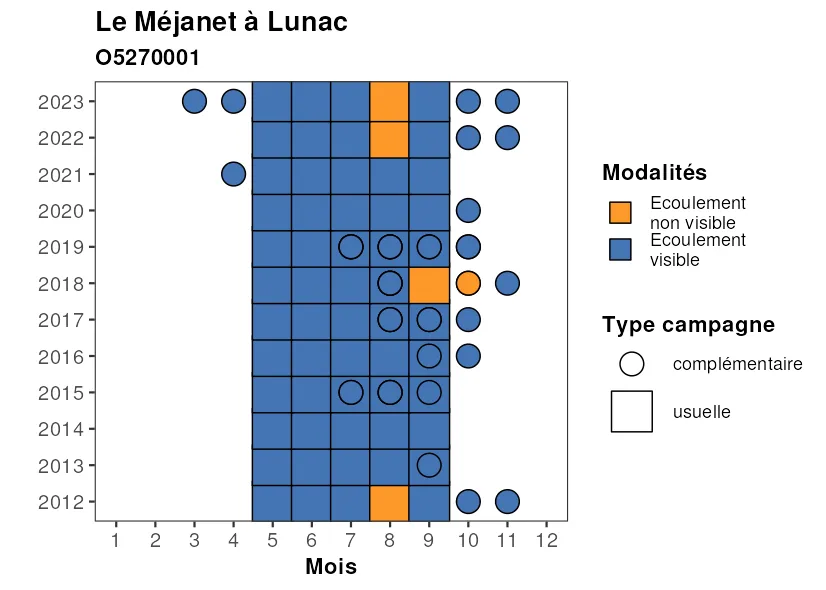 Le Méjanet à Lunac
O5270001
2023
2022
2021
2020
2019
2018
2017
2016
2015
2014
2013
2012
1 2 3 4 5 6 7 8 9 10 11 12
Mois
Modalités
Ecoulement
non visible
Ecoulement
visible
Type campagne
complémentaire
usuelle